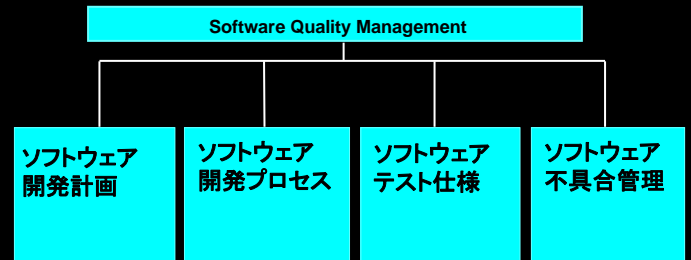 Software Quality Management
ソフトウェア
開発計画
ソフトウェア
開発プロセス
ソフトウェア
テスト仕様
ソフトウェア
不具合管理